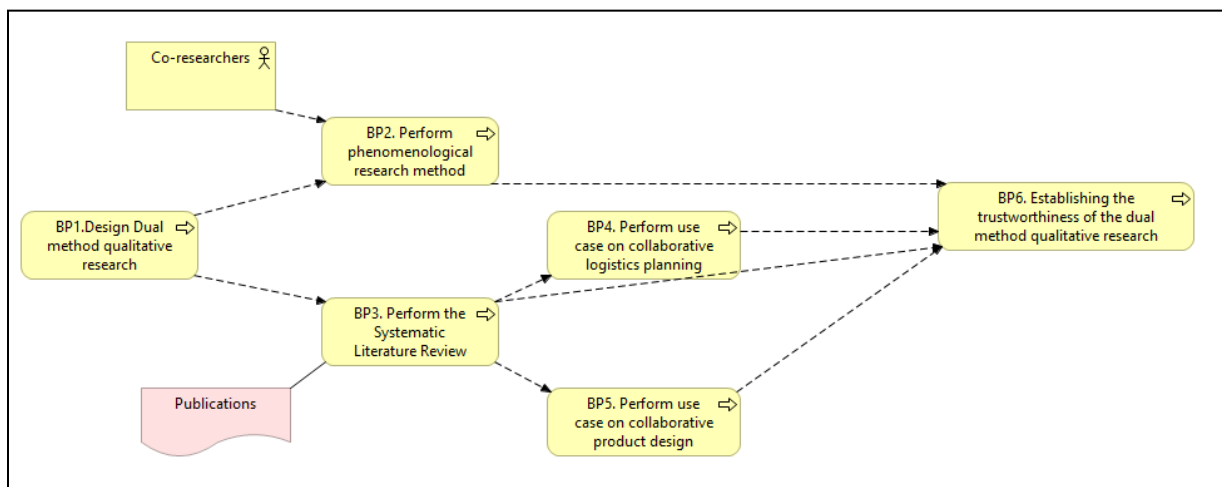 Co-researchers
BP2. Perform
phenomenological
research method
BP1.Design Dual
method qualitative
research
BP4. Perform use
case on collaborative
logistics planning
BP6. Establishing the
trustworthiness of the dual
method qualitative research
BP3. Perform the
Systematic
Literature Review
Publications
BP5. Perform use
case on collaborative
product design